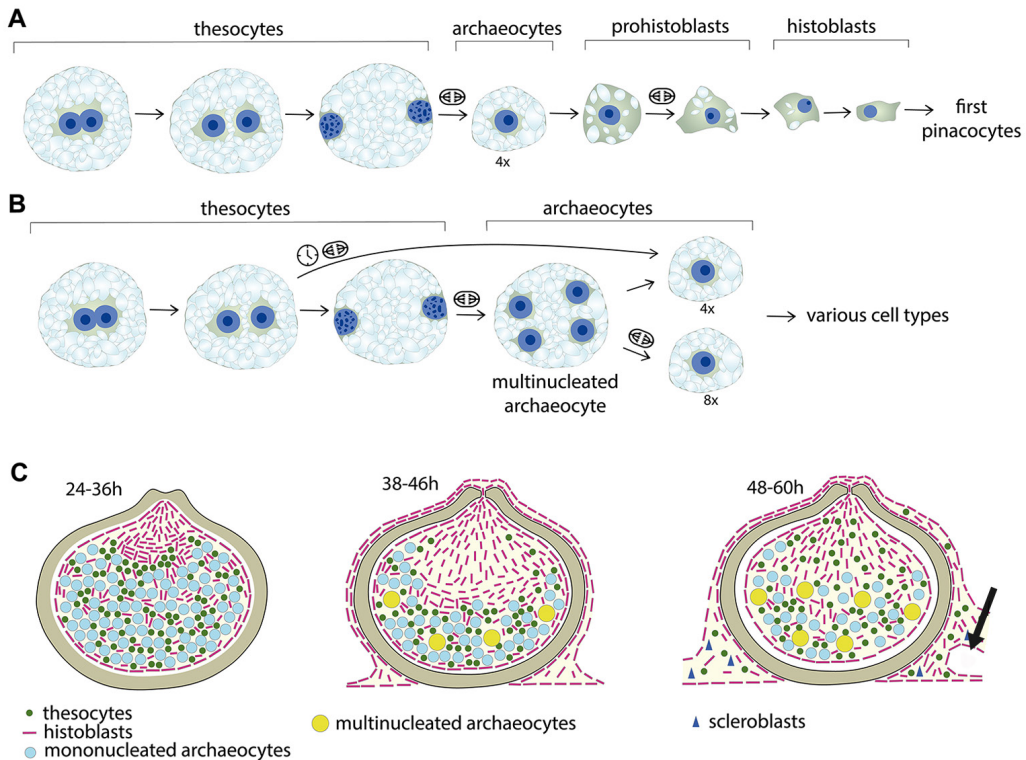 A
thesocytes
archaeocytes
prohistoblasts
histoblasts
4x
first
pinacocytes
B
thesocytes
archaeocytes
4x
various cell types
multinucleated
archaeocyte
8x
C
24-36h
38-46h
48-60h
thesocytes
histoblasts
mononucleated archaeocytes
multinucleated archaeocytes
scleroblasts